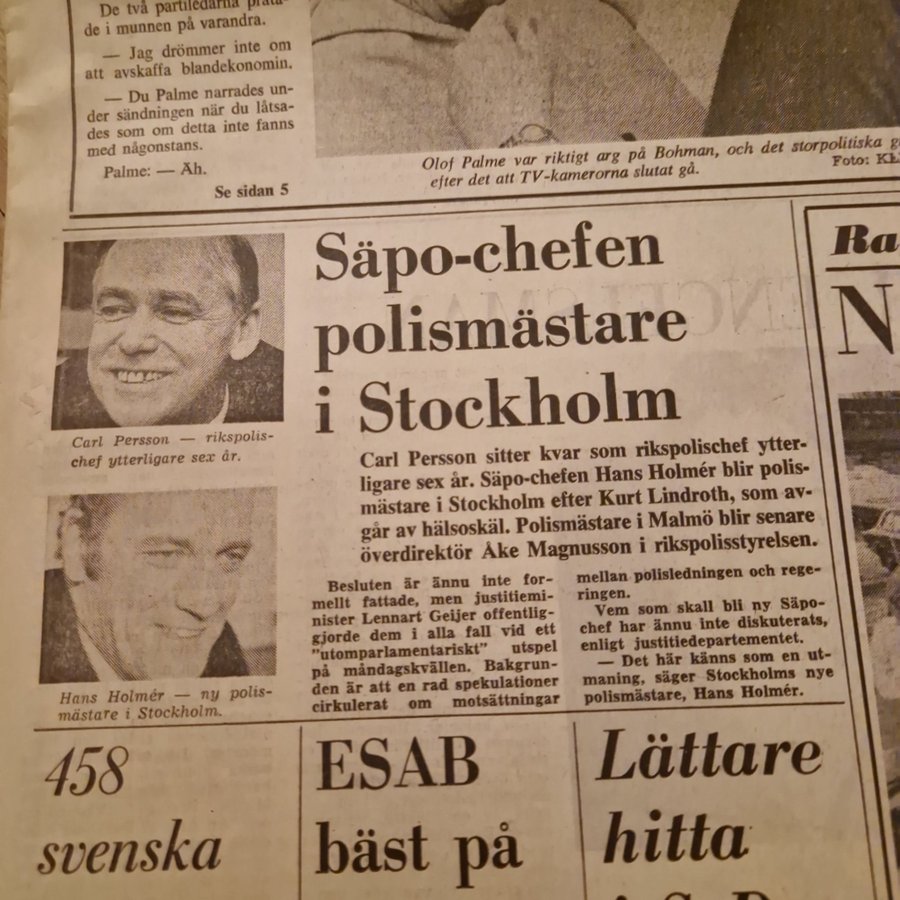 De två partiledarna prata-
de i munnen på varandra.
— Jag drömmer inte om
att avskaffa blandekonomin.
— Du Palme narrades un-
der sändningen när du låtsa-
des som om detta inte fanns
med någonstans.
Palme: — Äh.
Se sidan 5
Olof Palme var riktigt arg på Bohman, och det storpolitiska
efter det att TV-kamerorna slutat gå.
Foto:
Carl Persson — rikspolis-
chef ytterligare sex år.
Hans Holmér — ny polis-
mästare i Stockholm.
Säpo-chefen
polismästare
i Stockholm
Carl Persson sitter kvar som rikspolischef ytter-
ligare sex år. Säpo-chefen Hans Holmér blir polis-
mästare i Stockholm efter Kurt Lindroth, som av-
går av hälsoskäl. Polismästare i Malmö blir senare
överdirektör Åke Magnusson i rikspolisstyrelsen.
Besluten är ännu inte for-
mellt fattade, men justitiemi-
nister Lennart Geijer offentlig-
gjorde dem i alla fall vid ett
"utomparlamentariskt" utspel
på måndagskvällen. Bakgrun-
den är att en rad spekulationer
cirkulerat om motsättningar
mellan polisledningen och rege-
ringen.
Vem som skall bli ny Säpo-
chef har ännu inte diskuterats,
enligt justitiedepartementet.
— Det här känns som en ut-
maning, säger Stockholms nye
polismästare, Hans Holmér.
Ra
N
458
svenska
ESAB
bäst på
Lättare
hitta